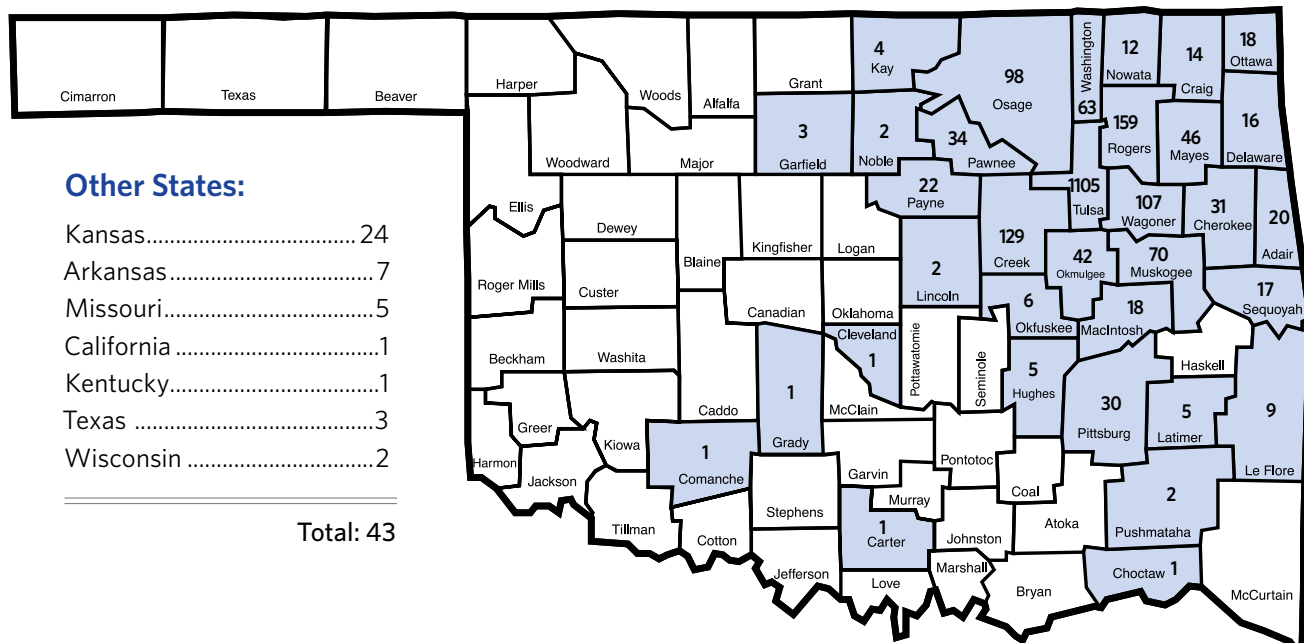 Other States:
Kansas.......................................24
Arkansas.....................................7
Missouri.....................................5
California...................................1
Kentucky.....................................1
Texas........................................3
Wisconsin....................................2
Total: 43
Cimarron
Texas
Beaver
Harper
Woods
Alfalfa
Grant
4
Kay
98
Osage
Washington
63
12
Nowata
14
Craig
18
Ottawa
Woodward
Major
3
Garfield
2
Noble
34
Pawnee
159
Rogers
46
Mayes
16
Delaware
Ellis
Dewey
Blaine
Kingfisher
Logan
22
Payne
129
Creek
1105
Tulsa
107
Wagoner
31
Cherokee
20
Adair
Roger Mills
Custer
Canadian
Oklahoma
2
Lincoln
42
Okmulgee
70
Muskogee
17
Sequoyah
6
Okfuskee
18
MacIntosh
Beckham
Washita
Caddo
1
Grady
Cleveland
1
McClain
Pottawatomie
Seminole
5
Hughes
30
Pittsburg
Haskell
5
Latimer
9
Le Flore
Harmon
Greer
Kiowa
Jackson
Tillman
1
Comanche
Cotton
Stephens
Jefferson
Garvin
Murray
1
Carter
Love
Pontotoc
Johnston
Marshall
Coal
Atoka
Bryan
2
Pushmataha
Choctaw 1
McCurtain